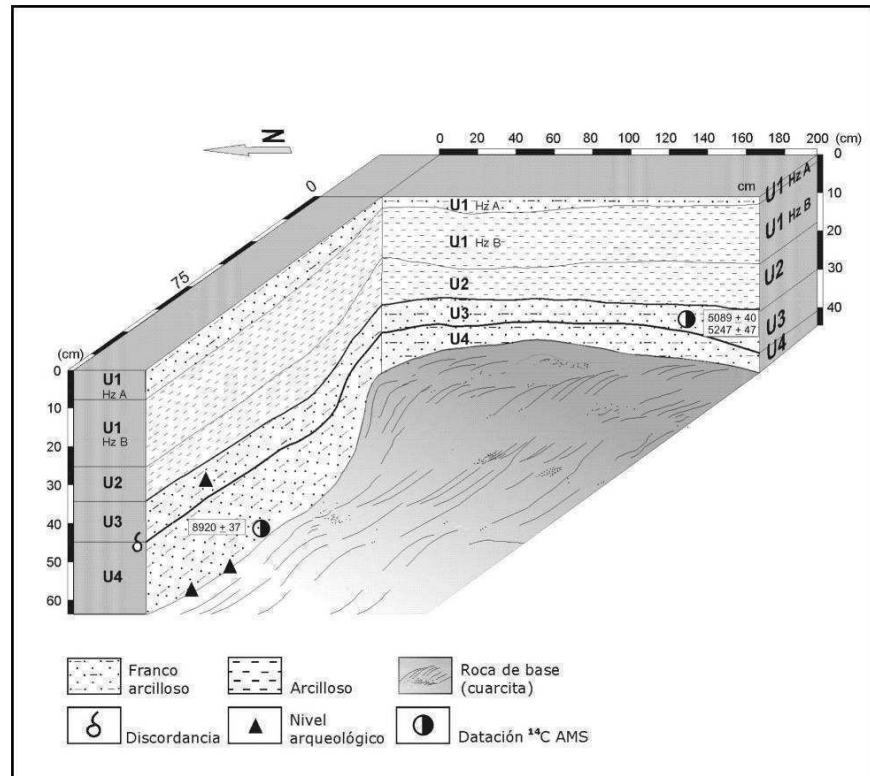 N
0 20 40 60 80 100 120 140 160 180 200 (cm)
0
10
20
30
40
cm
0
75
(cm)
0
10
20
30
40
50
60
U1 Hz A
U1 Hz B
U2
U3
U4
U1 Hz A
U1 Hz B
U2
U3
U4
5089 ± 40
5247 ± 47
U1
Hz A
U1
Hz B
U2
U3
U4
8920 ± 37
Franco
arcilloso
Arcilloso
Roca de base
(cuarcita)
Discordancia
Nivel
arqueológico
Datación ¹⁴C AMS